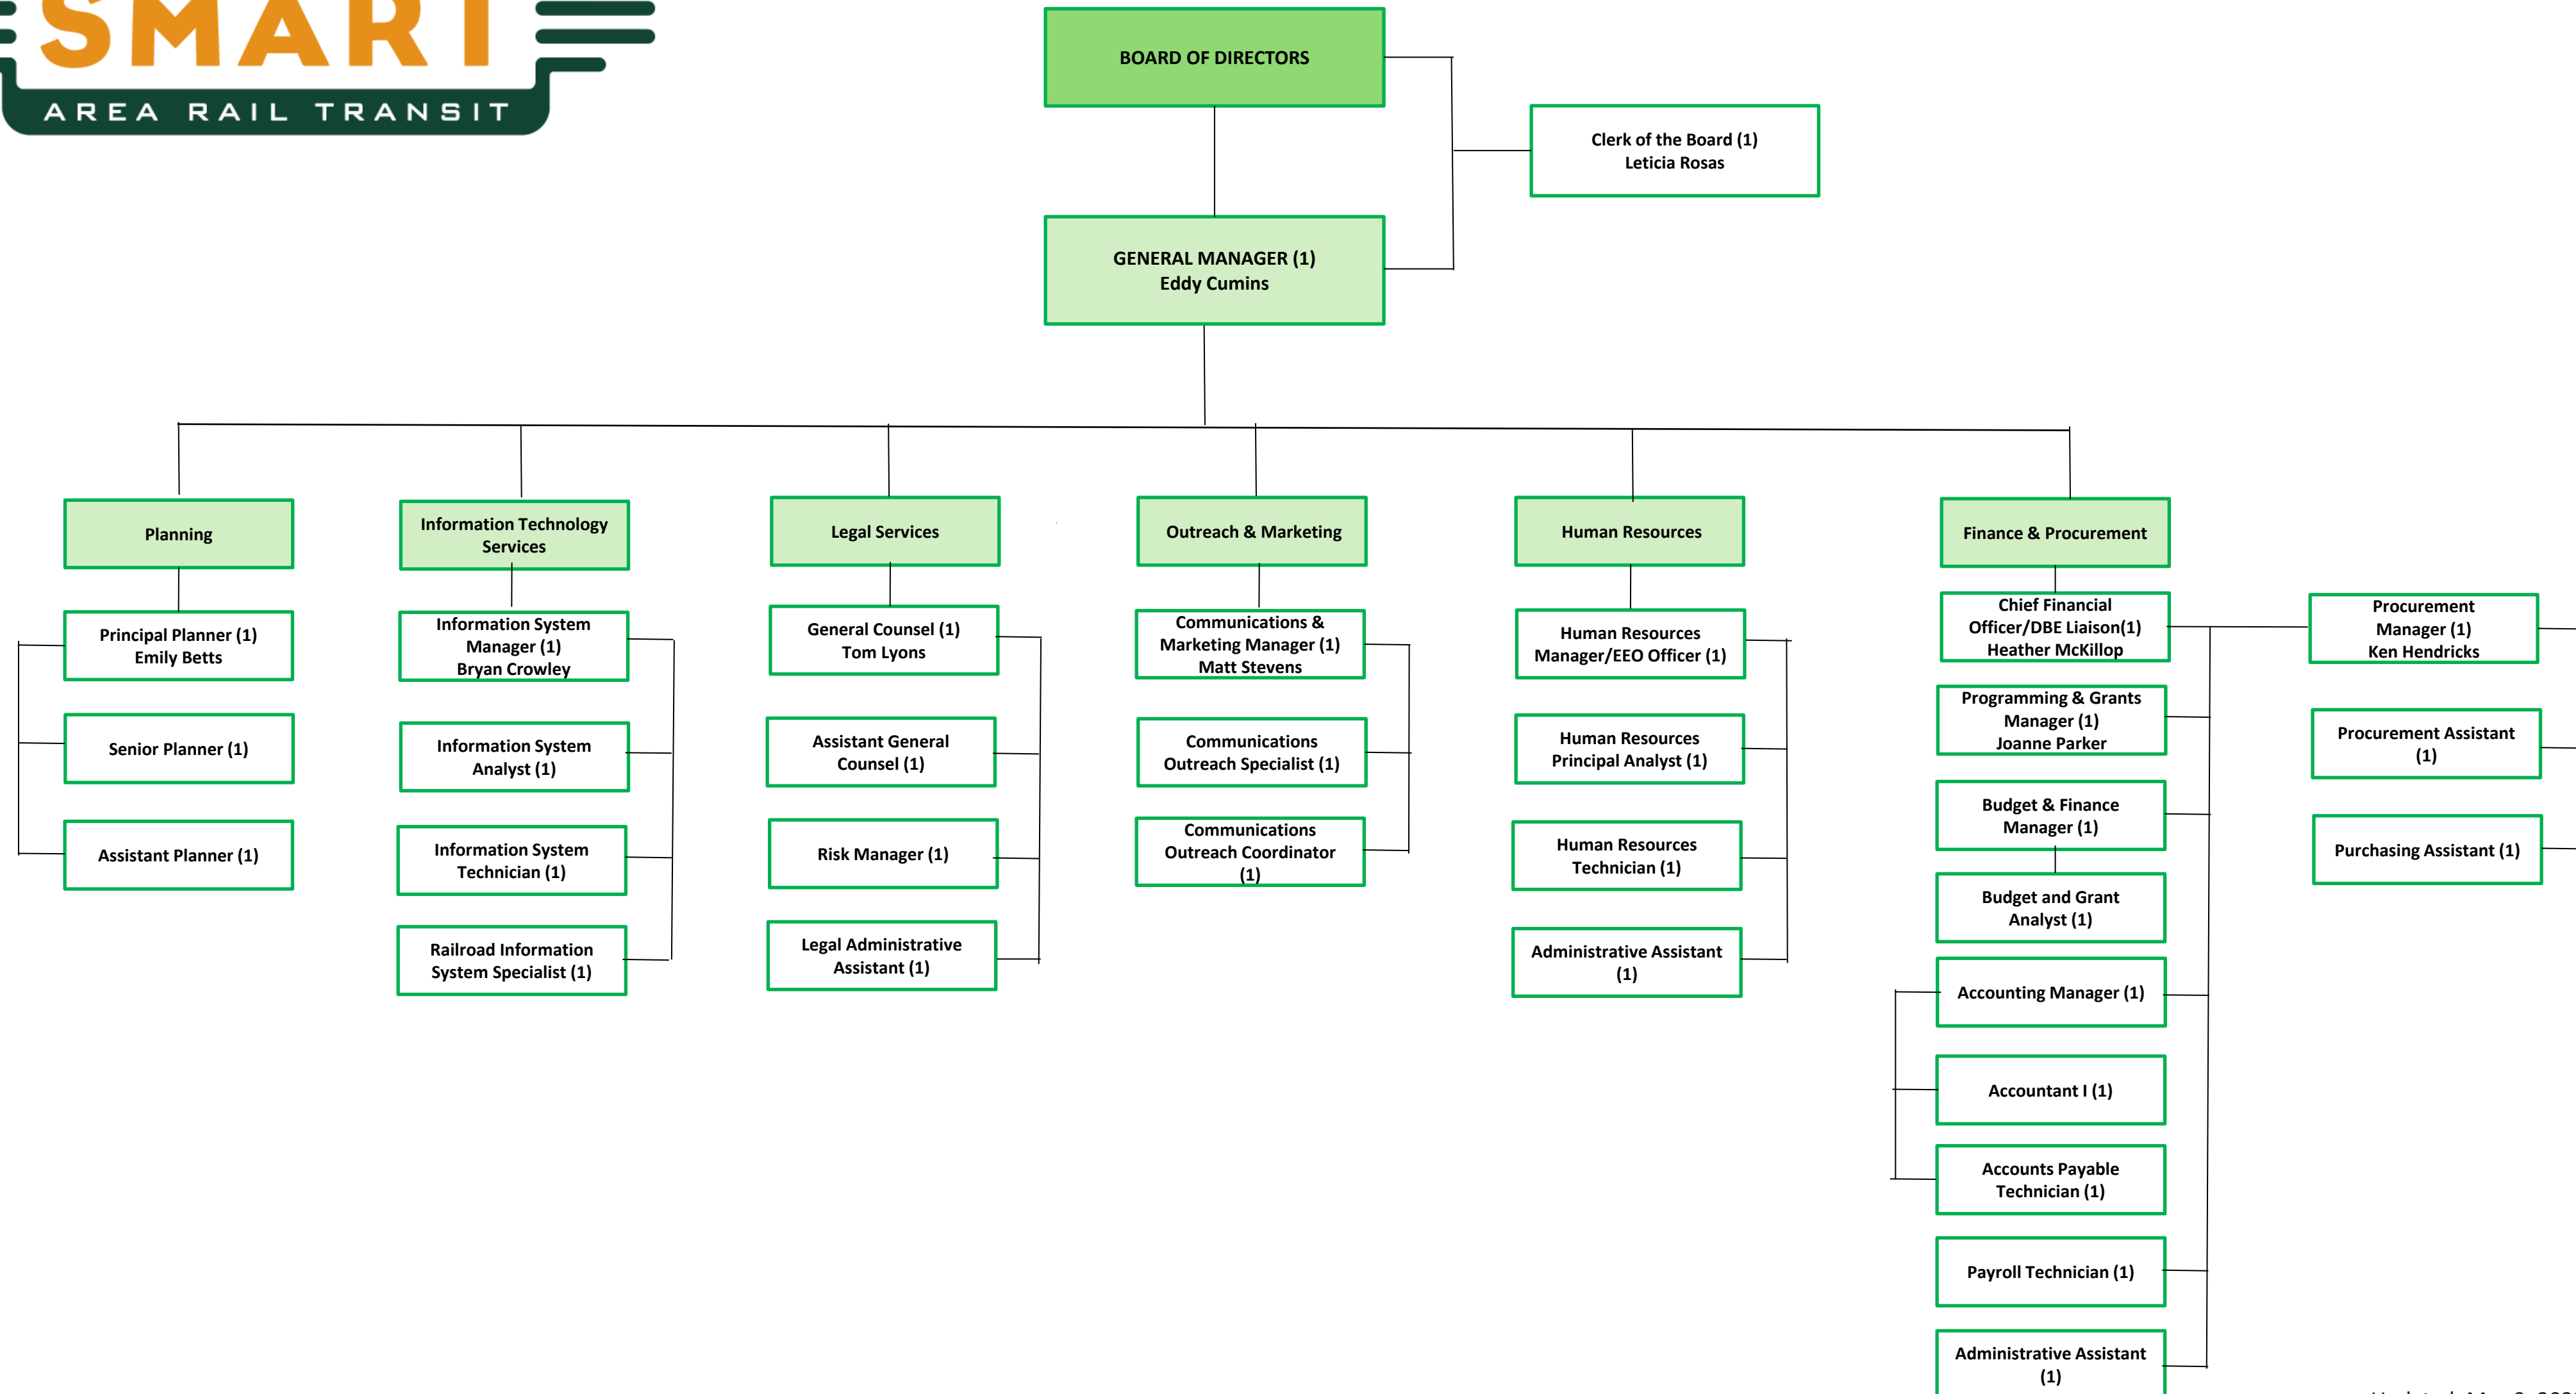 SMART
AREA RAIL TRANSIT
BOARD OF DIRECTORS
Clerk of the Board (1)
Leticia Rosas
GENERAL MANAGER (1)
Eddy Cumins
Planning
Principal Planner (1)
Emily Betts
Senior Planner (1)
Assistant Planner (1)
Information Technology
Services
Information System
Manager (1)
Bryan Crowley
Information System
Analyst (1)
Information System
Technician (1)
Railroad Information
System Specialist (1)
Legal Services
General Counsel (1)
Tom Lyons
Assistant General
Counsel (1)
Risk Manager (1)
Legal Administrative
Assistant (1)
Outreach & Marketing
Communications &
Marketing Manager (1)
Matt Stevens
Communications
Outreach Specialist (1)
Communications
Outreach Coordinator
(1)
Human Resources
Human Resources
Manager/EEO Officer (1)
Human Resources
Principal Analyst (1)
Human Resources
Technician (1)
Administrative Assistant
(1)
Finance & Procurement
Chief Financial
Officer/DBE Liaison(1)
Heather McKillop
Programming & Grants
Manager (1)
Joanne Parker
Budget & Finance
Manager (1)
Budget and Grant
Analyst (1)
Accounting Manager (1)
Accountant I (1)
Accounts Payable
Technician (1)
Payroll Technician (1)
Administrative Assistant
(1)
Procurement
Manager (1)
Ken Hendricks
Procurement Assistant
(1)
Purchasing Assistant (1)